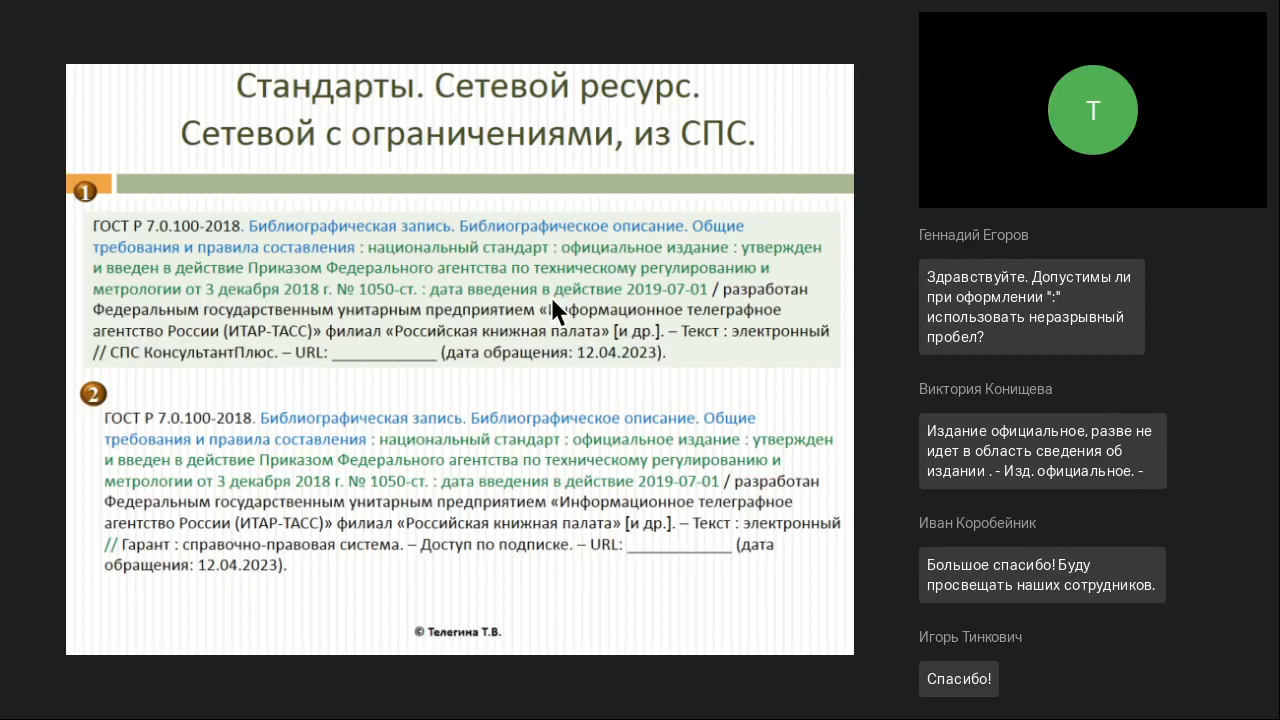 Стандарты. Сетевой ресурс.
Сетевой с ограничениями, из СПС.
1
ГОСТ Р 7.0.100-2018. Библиографическая запись. Библиографическое описание. Общие
требования и правила составления : национальный стандарт : официальное издание : утвержден
и введен в действие Приказом Федерального агентства по техническому регулированию и
метрологии от 3 декабря 2018 г. № 1050-ст. : дата введения в действие 2019-07-01 / разработан
Федеральным государственным унитарным предприятием «Информационное телеграфное
агентство России (ИТАР-ТАСС)» филиал «Российская книжная палата» [и др.]. – Текст : электронный
// СПС КонсультантПлюс. – URL: _____________ (дата обращения: 12.04.2023).
2
ГОСТ Р 7.0.100-2018. Библиографическая запись. Библиографическое описание. Общие
требования и правила составления : национальный стандарт : официальное издание : утвержден
и введен в действие Приказом Федерального агентства по техническому регулированию и
метрологии от 3 декабря 2018 г. № 1050-ст. : дата введения в действие 2019-07-01 / разработан
Федеральным государственным унитарным предприятием «Информационное телеграфное
агентство России (ИТАР-ТАСС)» филиал «Российская книжная палата» [и др.]. – Текст : электронный
// Гарант : справочно-правовая система. – Доступ по подписке. – URL: _____________ (дата
обращения: 12.04.2023).
© Телегина Т.В.
Т
Геннадий Егоров
Здравствуйте. Допустимы ли
при оформлении ":"
использовать неразрывный
пробел?
Виктория Конищева
Издание официальное, разве не
идет в область сведения об
издании . - Изд. официальное. -
Иван Коробейник
Большое спасибо! Буду
просвещать наших сотрудников.
Игорь Тинкович
Спасибо!